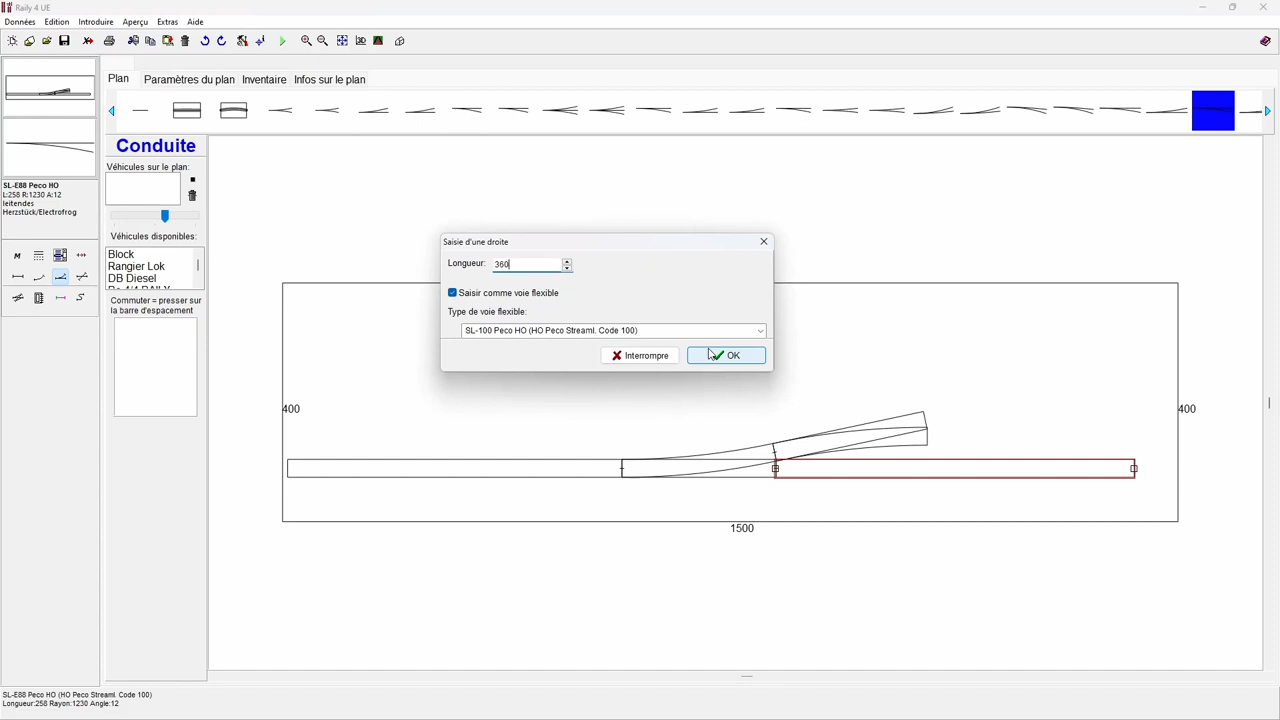 Raily 4 UE
Données Edition Introduire Aperçu Extras Aide
Plan Paramètres du plan Inventaire Infos sur le plan
Conduite
Véhicules sur le plan:
Véhicules disponibles:
Block
Rangier Lok
DB Diesel
Commuter = presser sur
la barre d'espacement
SL-E88 Peco HO
L:258 R:1230 A:12
leitendes
Herzstück/Electrofrog
M
3D
Saisie d'une droite
Longueur: 360
Saisir comme voie flexible
Type de voie flexible:
SL-100 Peco HO (HO Peco Streaml. Code 100)
Interrompre OK
400
400
1500
SL-E88 Peco HO (HO Peco Streaml. Code 100)
Longueur:258 Rayon:1230 Angle:12